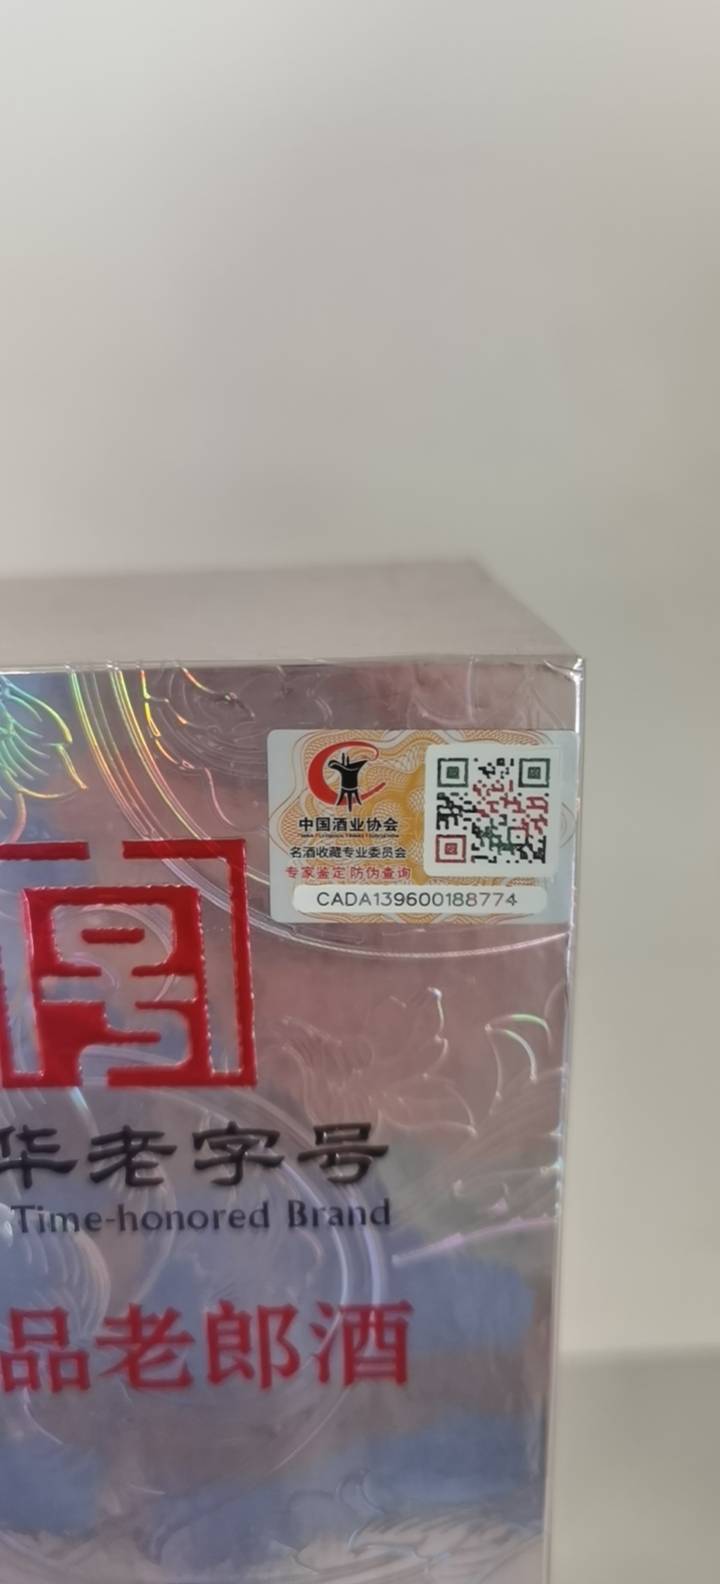 中国酒业协会
名酒收藏专业委员会
专家鉴定 防伪查询
CADA139600188774
号
华老字号
Time-honored Brand
品老郎酒